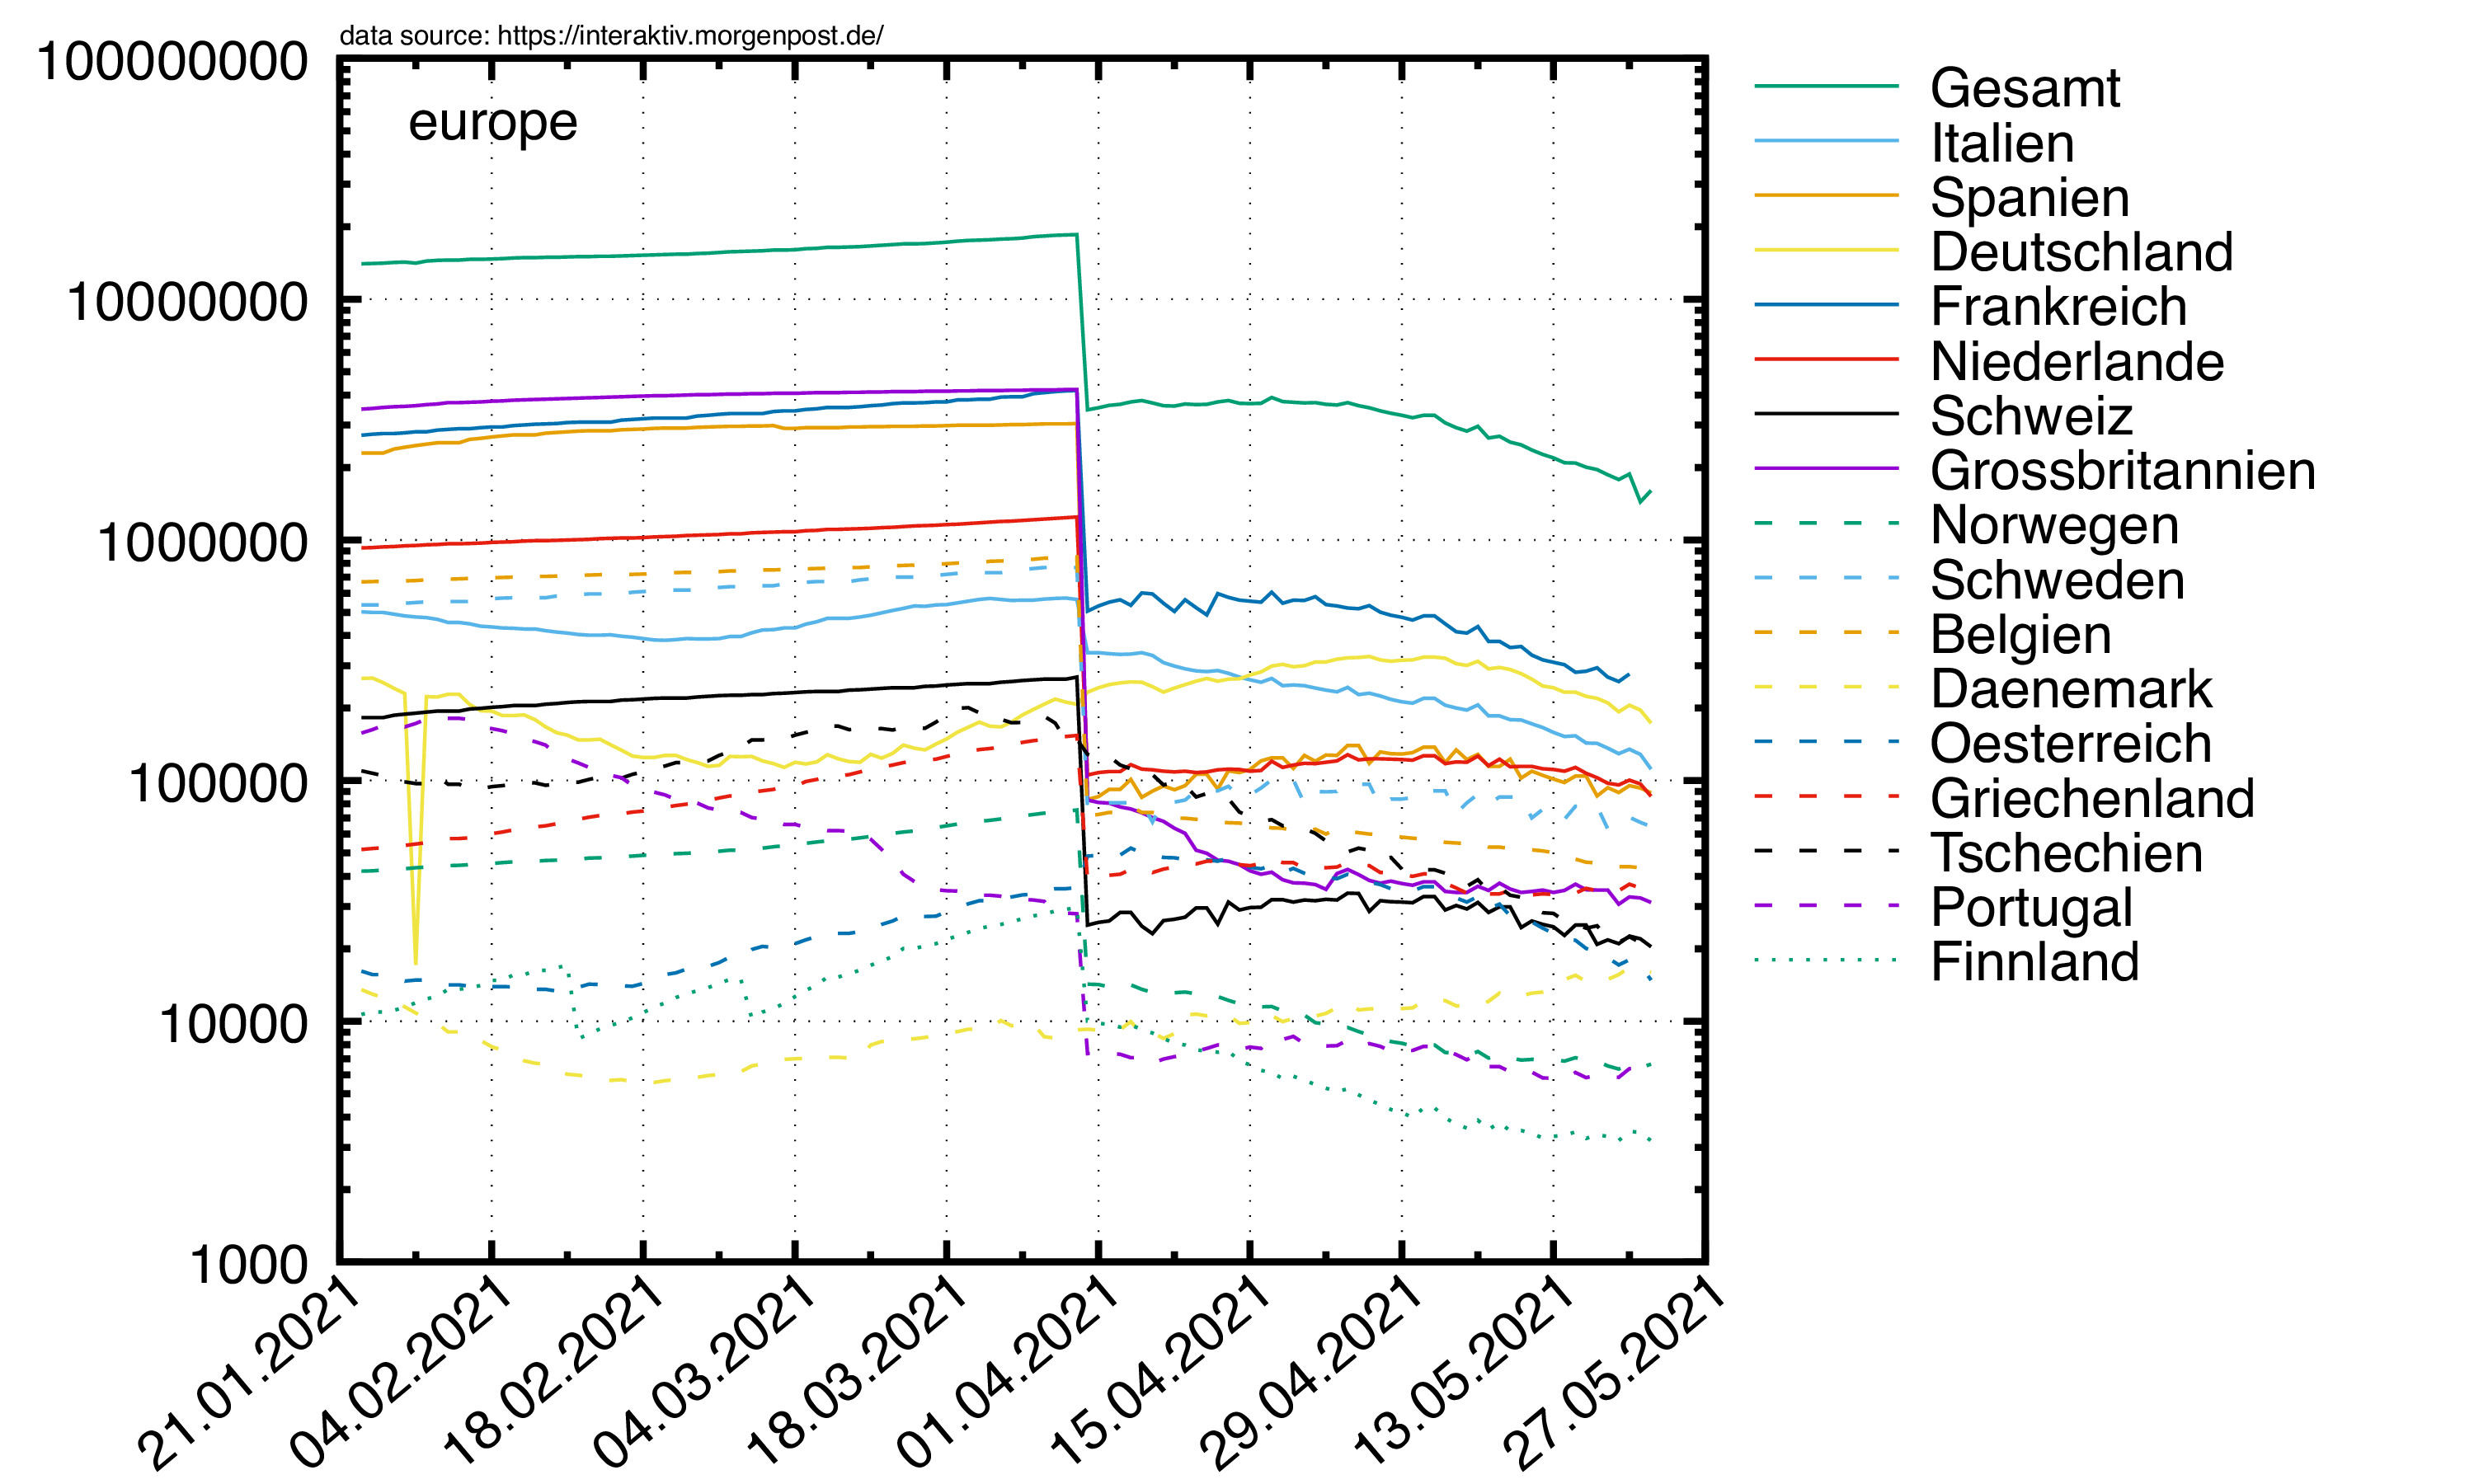 data source: https://interaktiv.morgenpost.de/
europe
100000000
10000000
1000000
100000
10000
1000
21.01.2021
04.02.2021
18.02.2021
04.03.2021
18.03.2021
01.04.2021
15.04.2021
29.04.2021
13.05.2021
27.05.2021
Gesamt
Italien
Spanien
Deutschland
Frankreich
Niederlande
Schweiz
Grossbritannien
Norwegen
Schweden
Belgien
Daenemark
Oesterreich
Griechenland
Tschechien
Portugal
Finnland